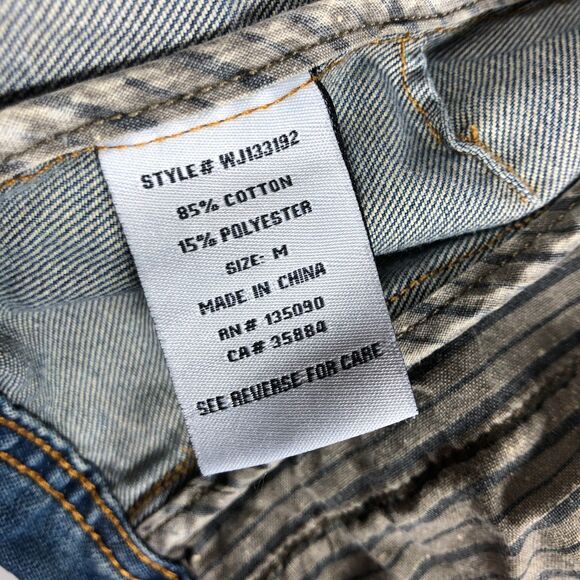 STYLE# WJ133192
85% COTTON
15% POLYESTER
SIZE: M
MADE IN CHINA
RN# 135090
CA# 35884
SEE REVERSE FOR CARE